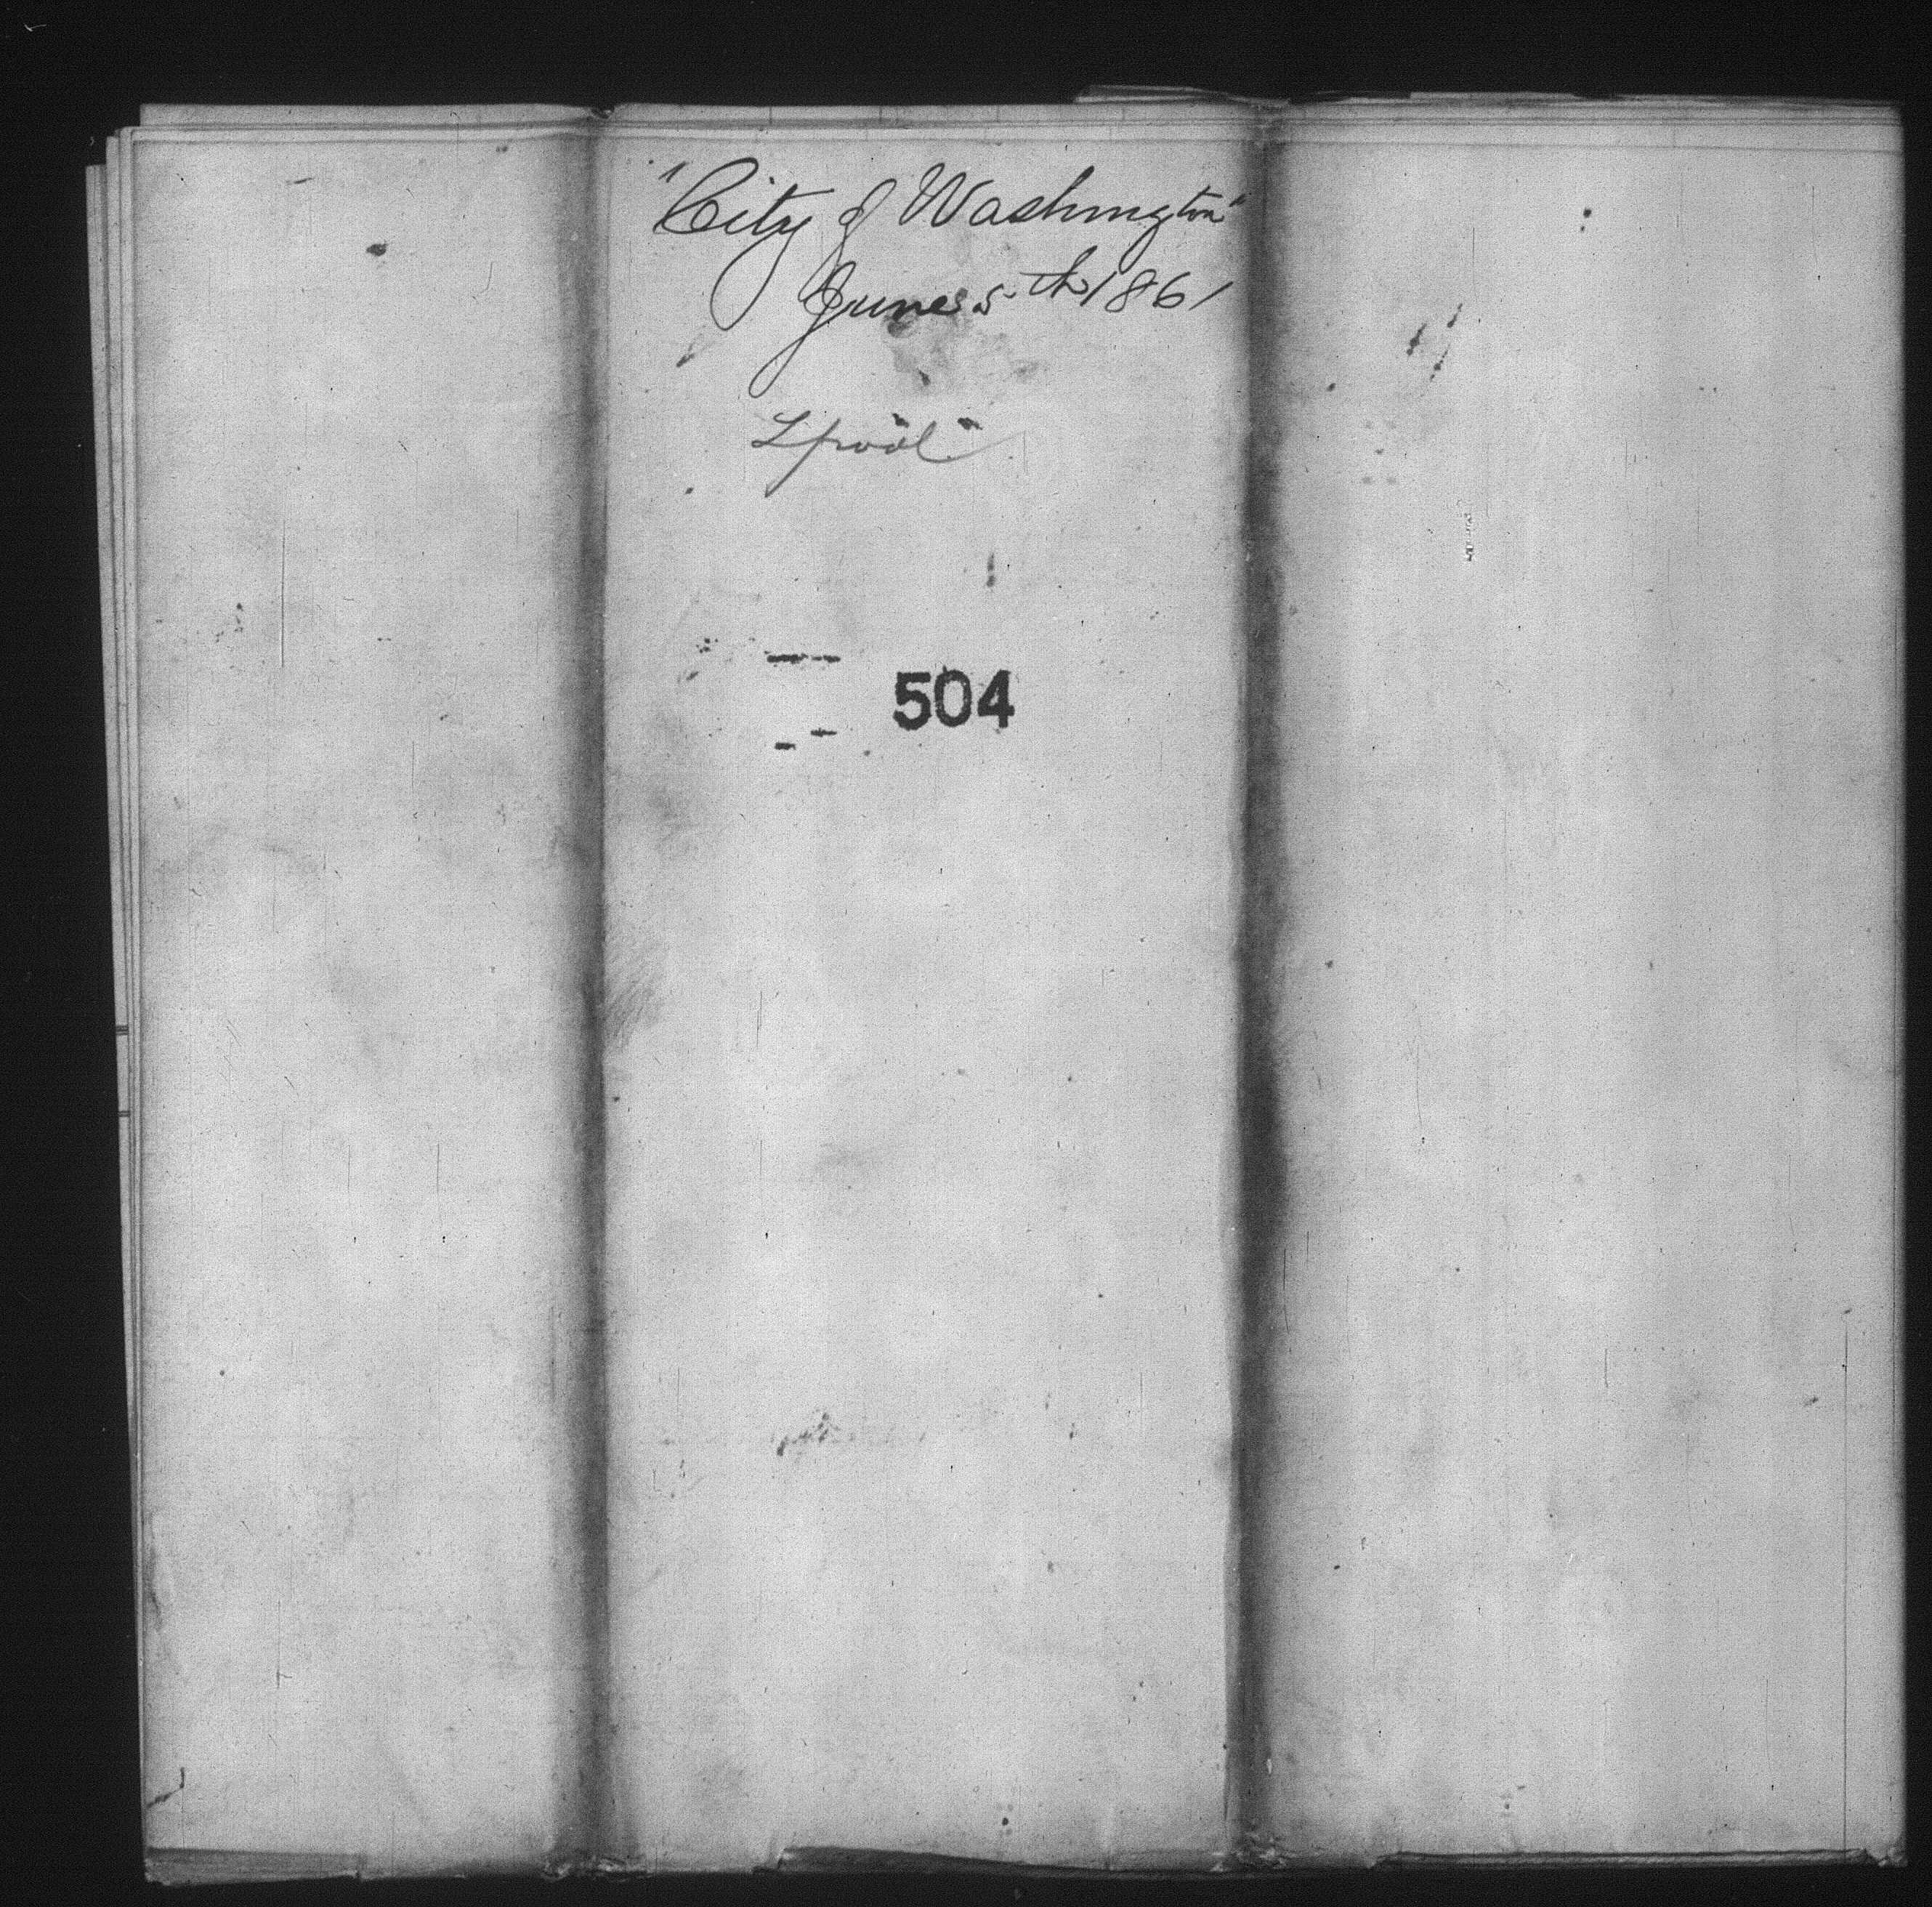 "City of Washington"
June 5th 1861
Lpool
504